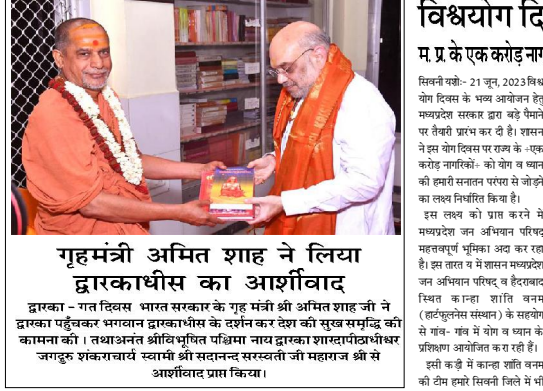 गृहमंत्री अमित शाह ने लिया
द्वारकाधीस का आर्शीवाद
द्वारका – गत दिवस भारत सरकार के गृह मंत्री श्री अमित शाह जी ने
द्वारका पहुँचकर भगवान द्वारकाधीस के दर्शन कर देश की सुख समृद्धि की
कामना की । तथाअनंत श्रीविभूषित पश्चिमा नाय द्वारका शारदापीठाधीश्वर
जगद्गुरु शंकराचार्य स्वामी श्री सदानन्द सरस्वती जी महाराज श्री से
आर्शीवाद प्राप्त किया।
विश्वयोग दि
म. प्र. के एक करोड़ नाग
सिवनी यशो:- 21 जून, 2023 विश्व
योग दिवस के भव्य आयोजन हेतु
मध्यप्रदेश सरकार द्वारा बड़े पैमाने
पर तैयारी प्रारंभ कर दी है। शासन
ने इस योग दिवस पर राज्य के +एक
करोड़ नागरिकों+ को योग व ध्यान
की हमारी सनातन परंपरा से जोड़ने
का लक्ष्य निर्धारित किया है।
इस लक्ष्य को प्राप्त करने मे
मध्यप्रदेश जन अभियान परिषद्
महत्तवपूर्ण भूमिका अदा कर रहा
है। इस तारत य में शासन मध्यप्रदेश
जन अभियान परिषद् व हैदराबाद
स्थित कान्हा शांति वनम
(हार्टफुलनेस संस्थान) के सहयोग
से गांव- गांव में योग व ध्यान के
प्रशिक्षण आयोजित करा रही हैं।
इसी कड़ी में कान्हा शांति वनम
की टीम हमारे सिवनी जिले में भी